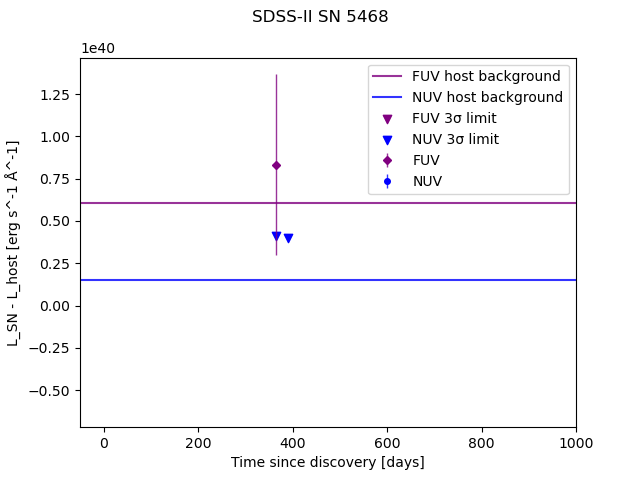 SDSS-II SN 5468
1e40
FUV host background
NUV host background
FUV 3σ limit
NUV 3σ limit
FUV
NUV
1.25
1.00
0.75
0.50
0.25
0.00
−0.25
−0.50
L_SN - L_host [erg s^-1 Å^-1]
0 200 400 600 800 1000
Time since discovery [days]